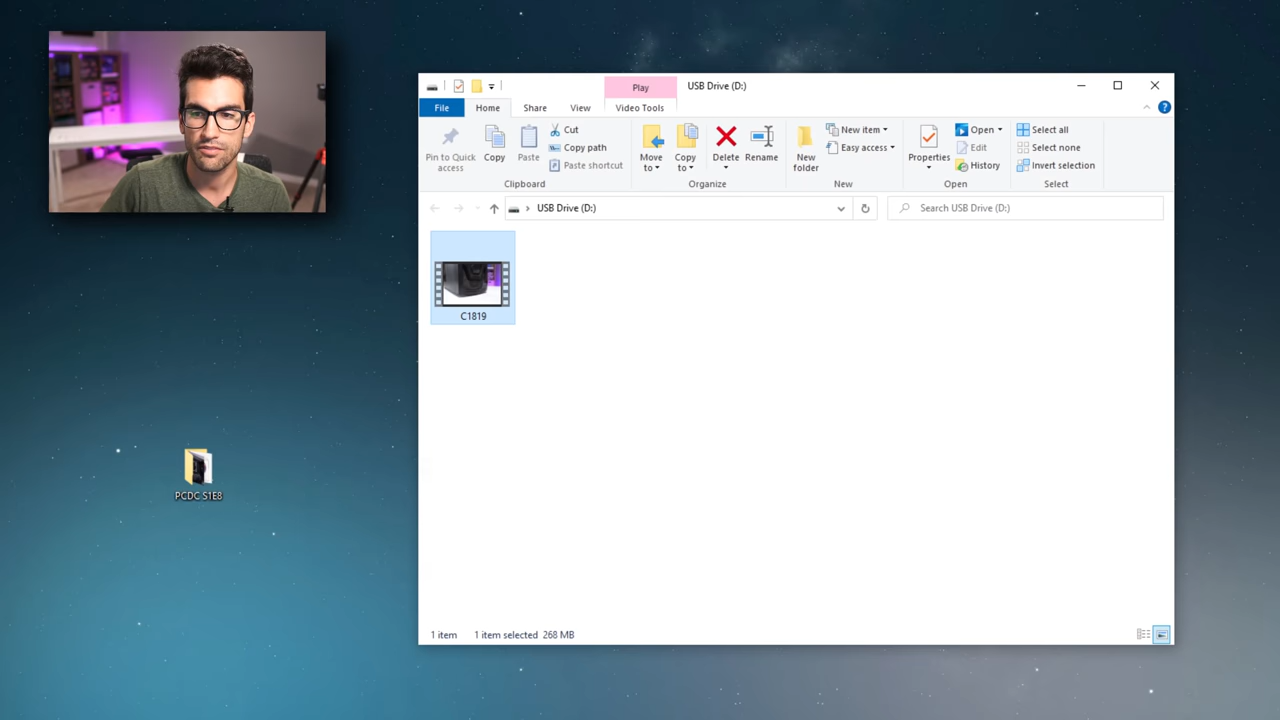 Play
USB Drive (D:)
File
Home
Share
View
Video Tools
Pin to Quick access
Copy
Paste
Cut
Copy path
Paste shortcut
Clipboard
Move to
Copy to
Delete
Rename
Organize
New folder
New item
Easy access
New
Properties
Open
Edit
History
Open
Select all
Select none
Invert selection
Select
USB Drive (D:)
Search USB Drive (D:)
C1819
PCDC S1E8
1 item
1 item selected 268 MB